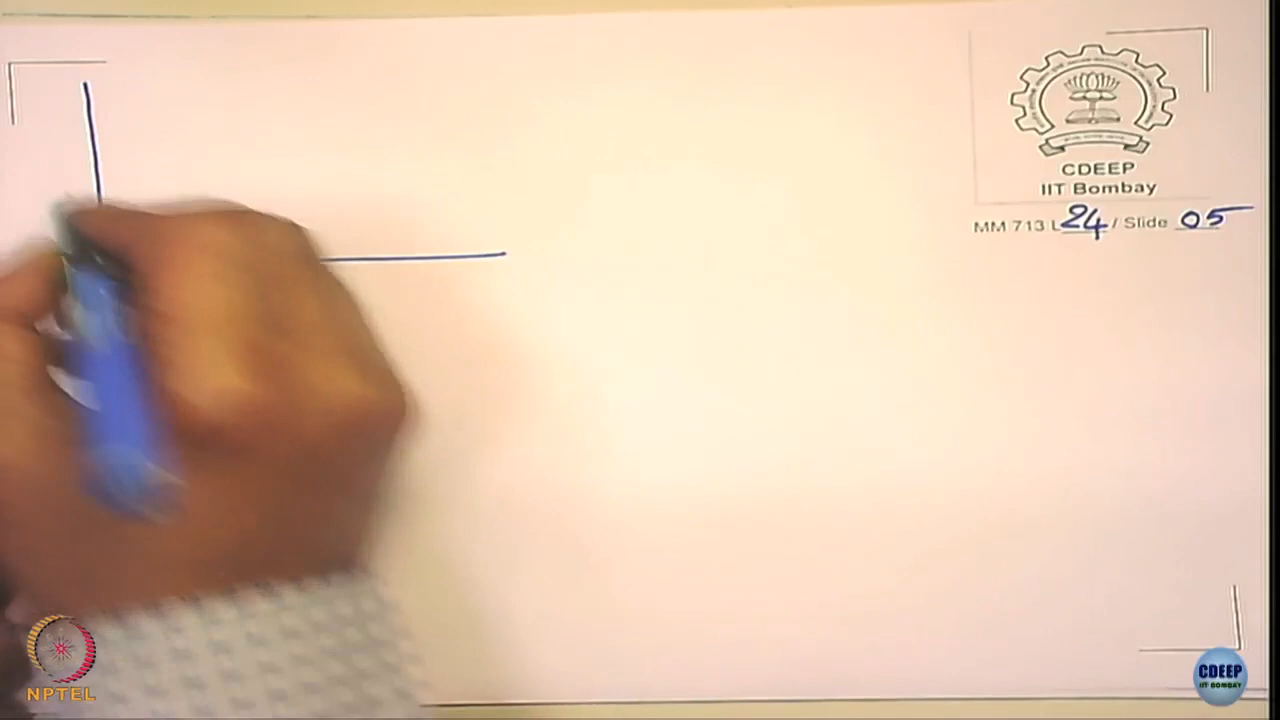 CDEEP
IIT Bombay
MM 713 L 24 / Slide 05
NPTEL
CDEEP
IIT BOMBAY